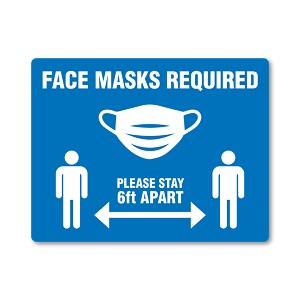 FACE MASKS REQUIRED
PLEASE STAY
6ft APART